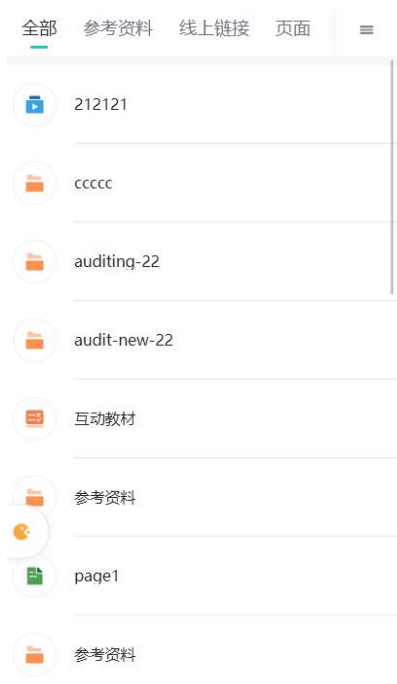 全部 参考资料 线上链接 页面
212121
ccccc
auditing-22
audit-new-22
互动教材
参考资料
page1
参考资料